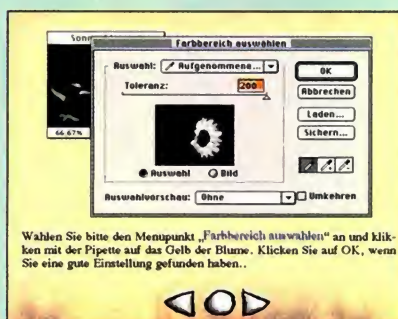 Sonn
Farbbereich auswählen
Auswahl: Aufgenommene...
OK
Toleranz: 200
Abbrechen
Laden...
Sichern...
66.67%
Auswahl Bild
Auswahlvorschau: Ohne Umkehren
Wählen Sie bitte den Menüpunkt „Farbbereich auswählen“ an und klik-
ken mit der Pipette auf das Gelb der Blume. Klicken Sie auf OK, wenn
Sie eine gute Einstellung gefunden haben..